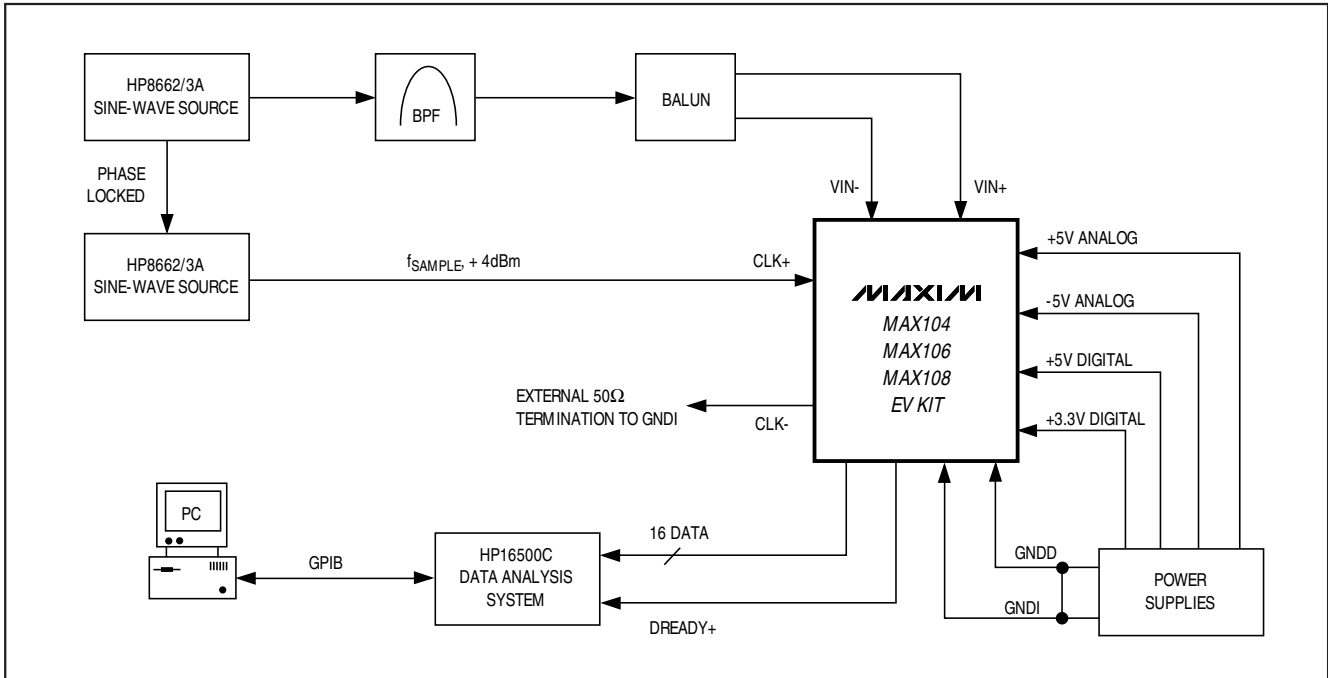 HP8662/3A
SINE-WAVE SOURCE
BPF
BALUN
PHASE
LOCKED
VIN-
VIN+
HP8662/3A
SINE-WAVE SOURCE
fSAMPLE, + 4dBm
CLK+
MAXIM
MAX104
MAX106
MAX108
EV KIT
+5V ANALOG
-5V ANALOG
+5V DIGITAL
+3.3V DIGITAL
EXTERNAL 50Ω
TERMINATION TO GNDI
CLK-
PC
GPIB
HP16500C
DATA ANALYSIS
SYSTEM
16 DATA
DREADY+
GNDD
GNDI
POWER
SUPPLIES